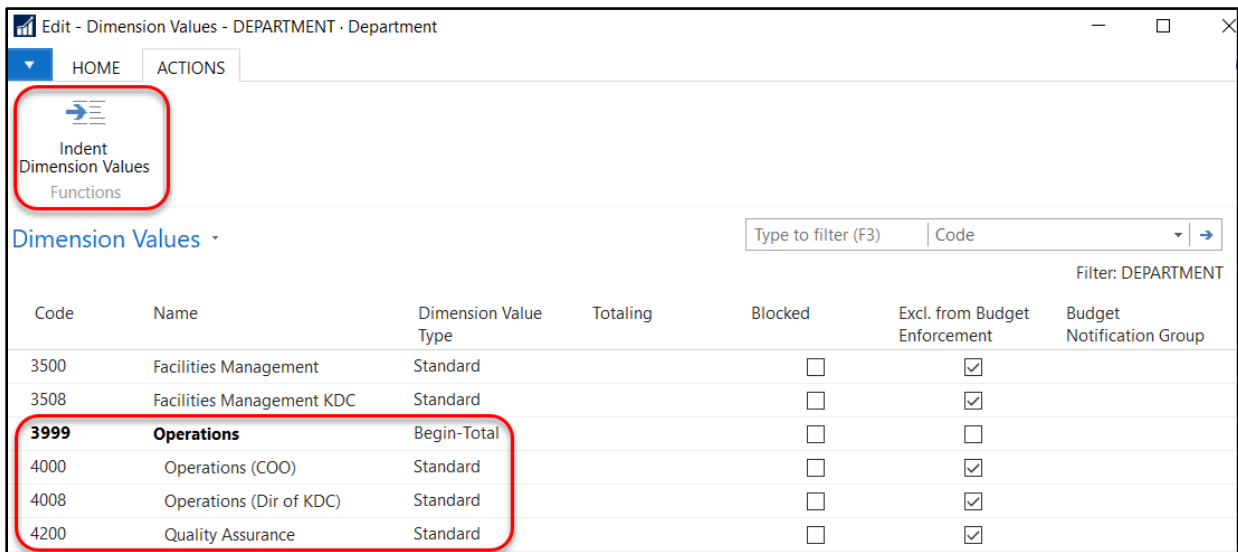 Edit - Dimension Values - DEPARTMENT · Department
HOME ACTIONS
Indent
Dimension Values
Functions
Dimension Values
Type to filter (F3) Code
Filter: DEPARTMENT
Code Name Dimension Value Totaling Blocked Excl. from Budget Budget
Type Enforcement Notification Group
3500 Facilities Management Standard
3508 Facilities Management KDC Standard
3999 Operations Begin-Total
4000 Operations (COO) Standard
4008 Operations (Dir of KDC) Standard
4200 Quality Assurance Standard